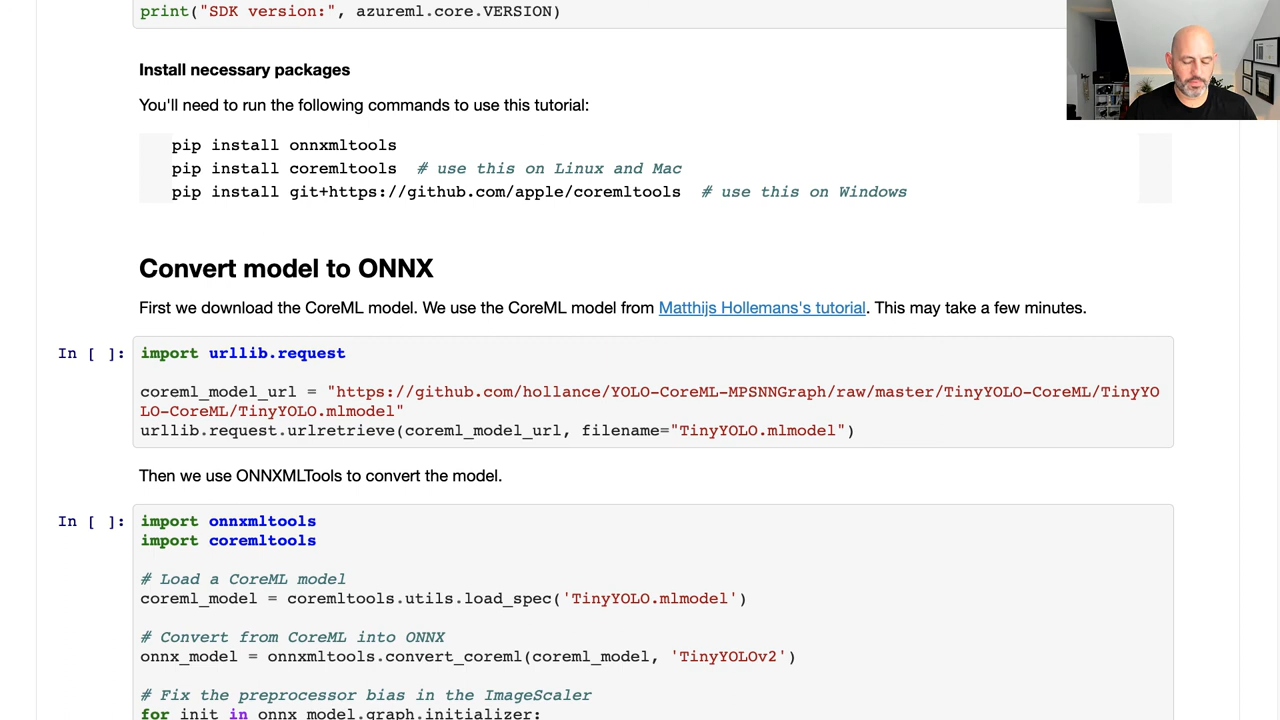 print("SDK version:", azureml.core.VERSION)
Install necessary packages
You'll need to run the following commands to use this tutorial:
pip install onnxmltools
pip install coremltools  # use this on Linux and Mac
pip install git+https://github.com/apple/coremltools  # use this on Windows
Convert model to ONNX
First we download the CoreML model. We use the CoreML model from Matthijs Hollemans's tutorial. This may take a few minutes.
In [ ]: import urllib.request
coreml_model_url = "https://github.com/hollance/YOLO-CoreML-MPSNNGraph/raw/master/TinyYOLO-CoreML/TinyYO
LO-CoreML/TinyYOLO.mlmodel"
urllib.request.urlretrieve(coreml_model_url, filename="TinyYOLO.mlmodel")
Then we use ONNXMLTools to convert the model.
In [ ]: import onnxmltools
import coremltools
# Load a CoreML model
coreml_model = coremltools.utils.load_spec('TinyYOLO.mlmodel')
# Convert from CoreML into ONNX
onnx_model = onnxmltools.convert_coreml(coreml_model, 'TinyYOLOv2')
# Fix the preprocessor bias in the ImageScaler
for init in onnx_model.graph.initializer: